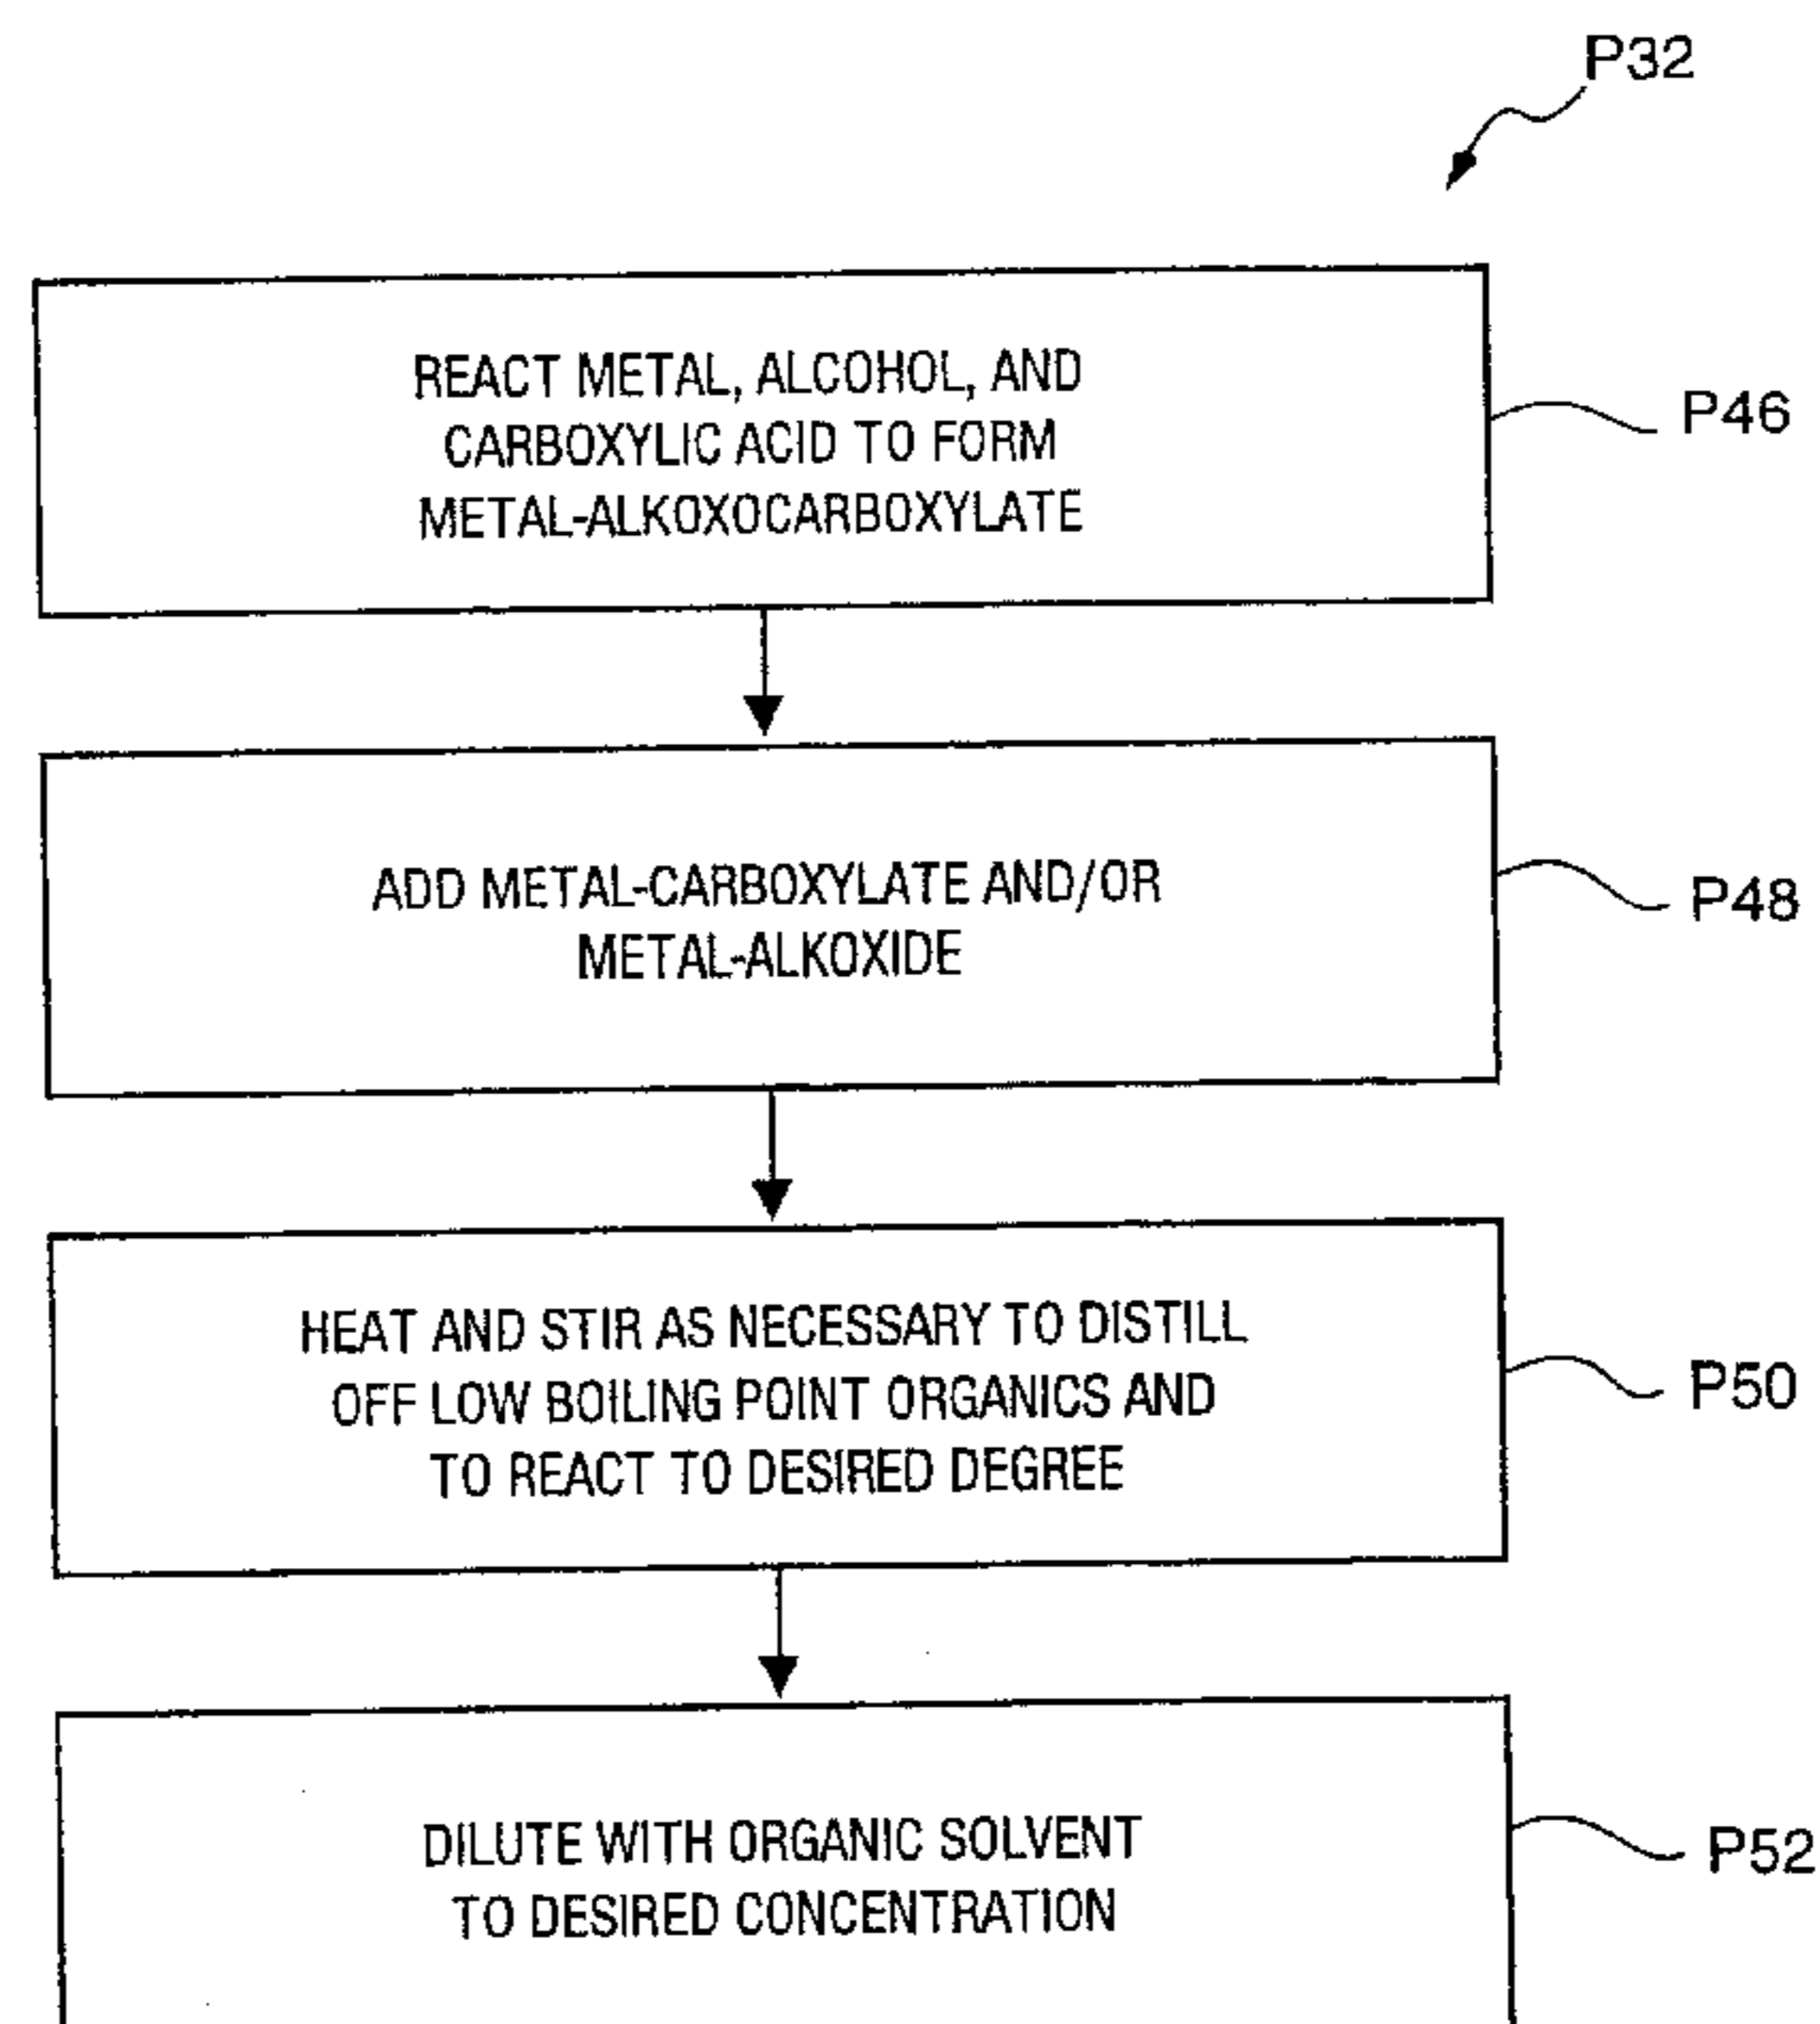 P32
REACT METAL, ALCOHOL, AND
CARBOXYLIC ACID TO FORM
METAL-ALKOXOCARBOXYLATE
P46
ADD METAL-CARBOXYLATE AND/OR
METAL-ALKOXIDE
P48
HEAT AND STIR AS NECESSARY TO DISTILL
OFF LOW BOILING POINT ORGANICS AND
TO REACT TO DESIRED DEGREE
P50
DILUTE WITH ORGANIC SOLVENT
TO DESIRED CONCENTRATION
P52